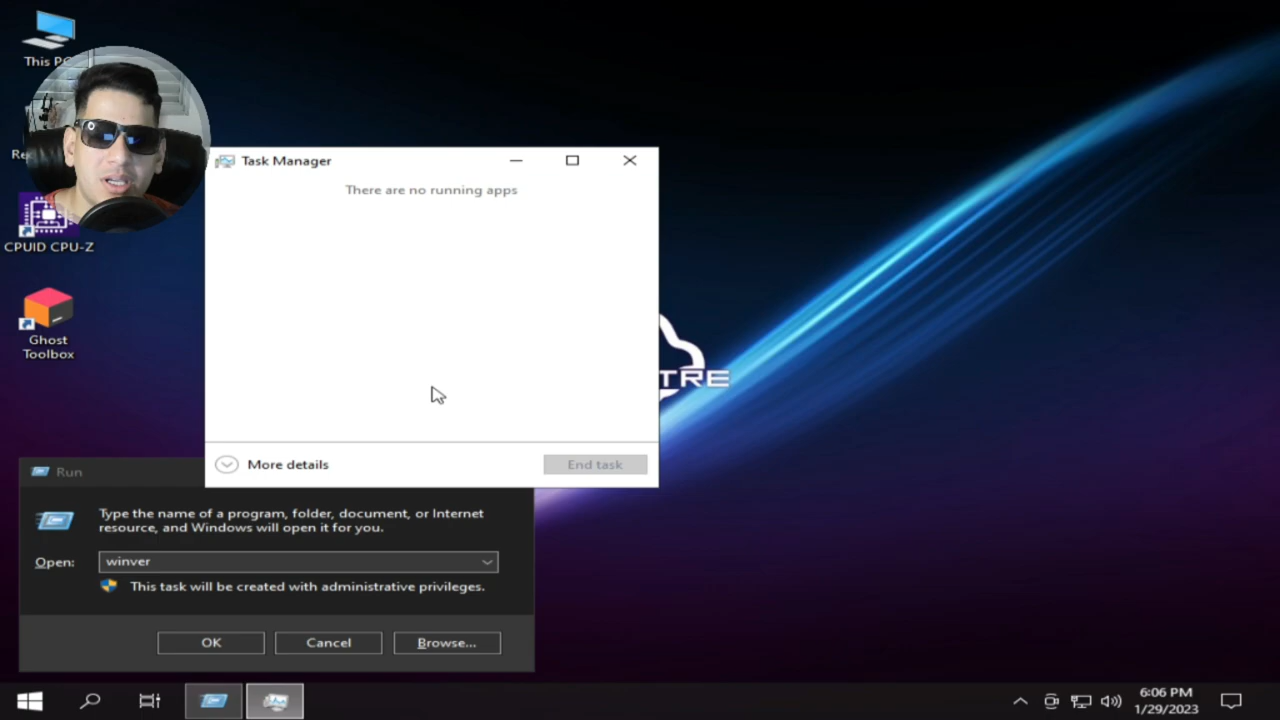 This PC
Re
CPUID CPU-Z
Ghost
Toolbox
Task Manager
There are no running apps
More details
End task
TRE
Run
Type the name of a program, folder, document, or Internet
resource, and Windows will open it for you.
Open:
winver
This task will be created with administrative privileges.
OK
Cancel
Browse...
6:06 PM
1/29/2023